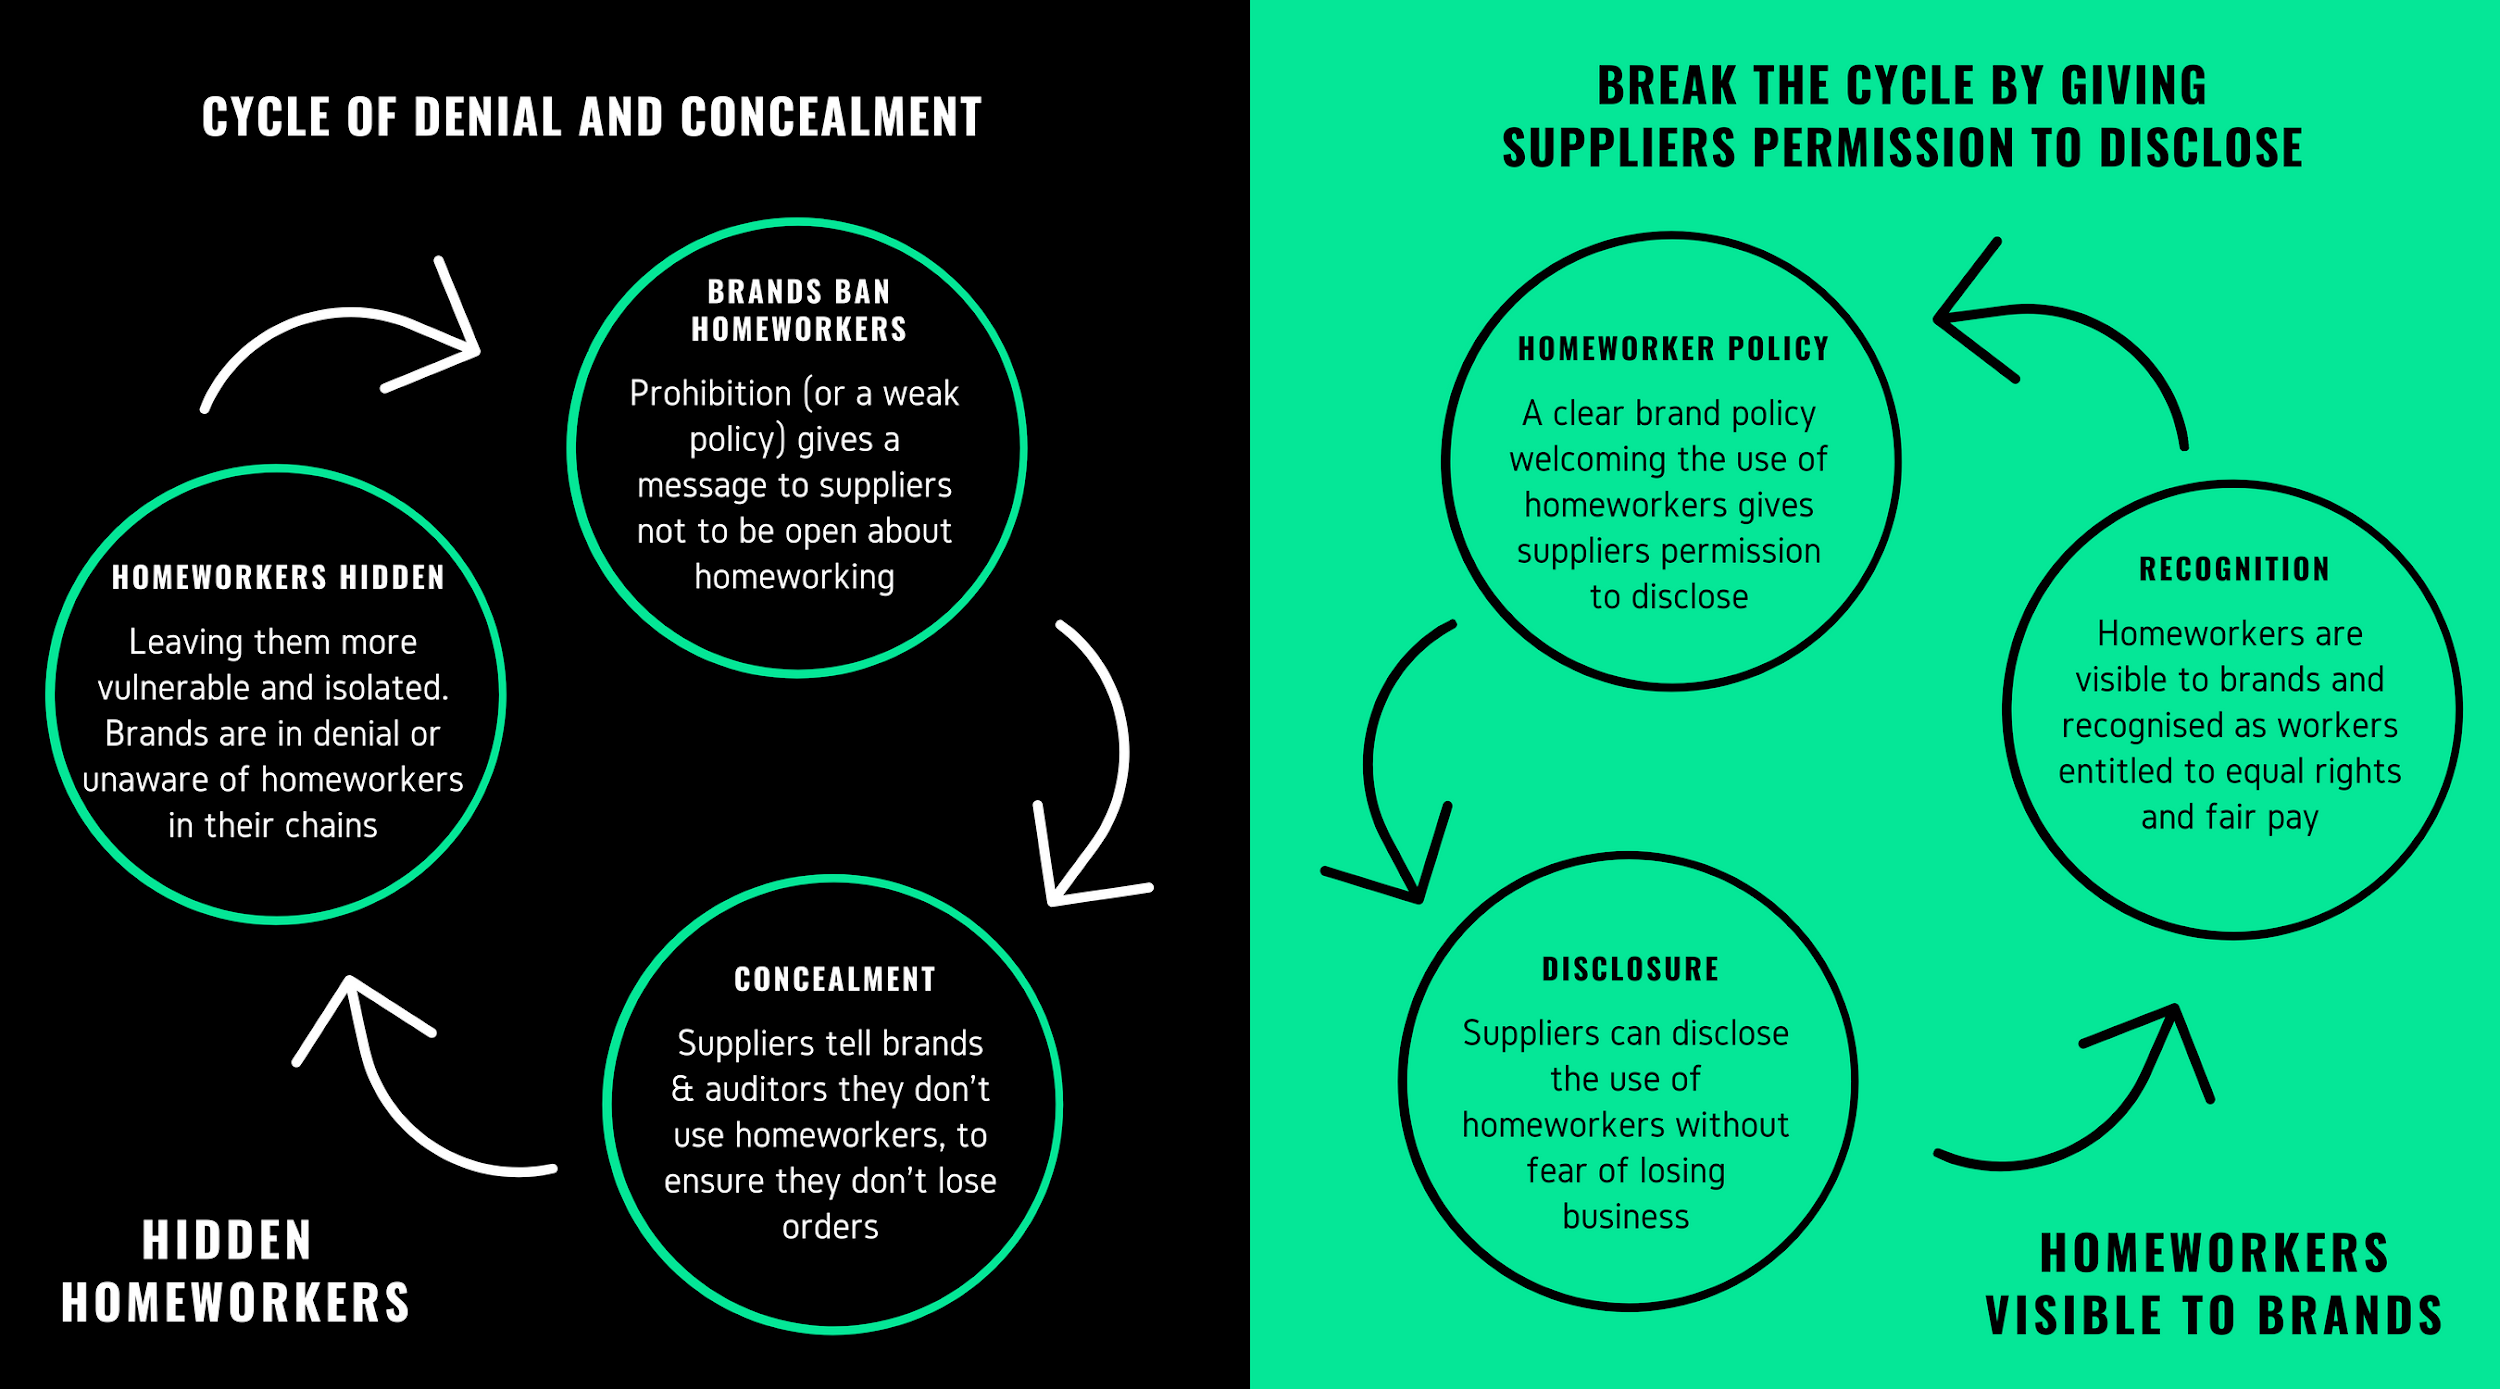 CYCLE OF DENIAL AND CONCEALMENT
BRANDS BAN
HOMEWORKERS
Prohibition (or a weak
policy) gives a
message to suppliers
not to be open about
homeworking
HOMEWORKERS HIDDEN
Leaving them more
vulnerable and isolated.
Brands are in denial or
unaware of homeworkers
in their chains
CONCEALMENT
Suppliers tell brands
& auditors they don't
use homeworkers, to
ensure they don't lose
orders
HIDDEN
HOMEWORKERS
BREAK THE CYCLE BY GIVING
SUPPLIERS PERMISSION TO DISCLOSE
HOMEWORKER POLICY
A clear brand policy
welcoming the use of
homeworkers gives
suppliers permission
to disclose
RECOGNITION
Homeworkers are
visible to brands and
recognised as workers
entitled to equal rights
and fair pay
DISCLOSURE
Suppliers can disclose
the use of
homeworkers without
fear of losing
business
HOMEWORKERS
VISIBLE TO BRANDS